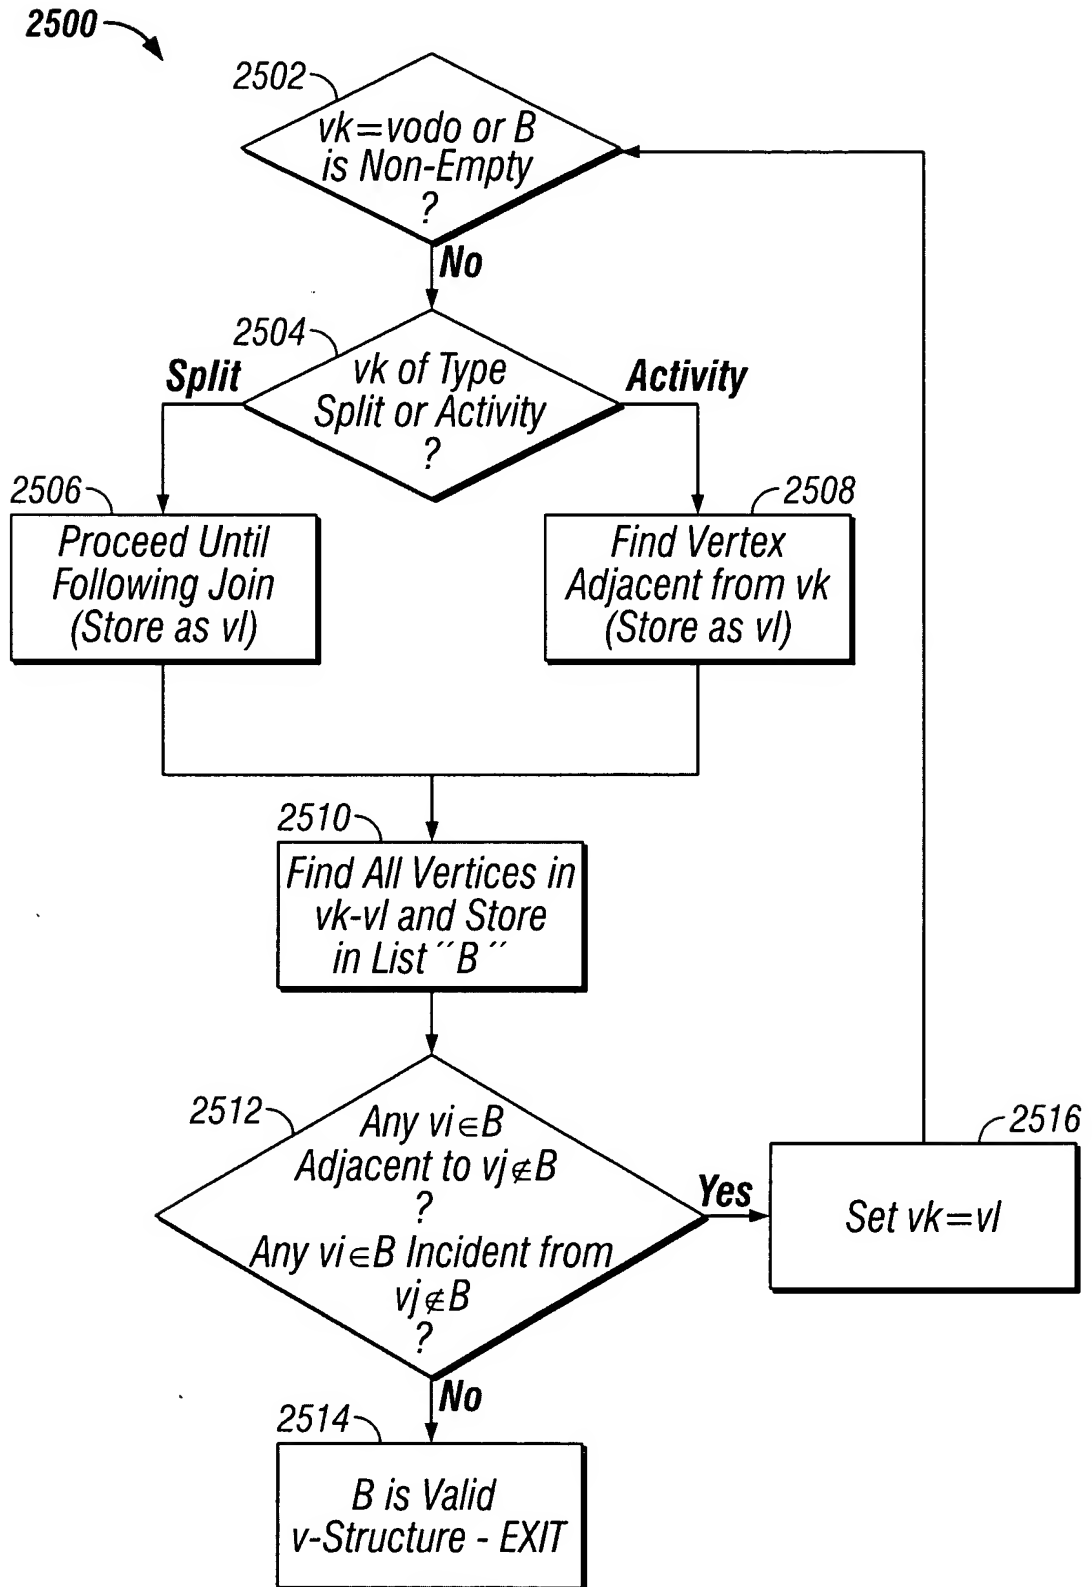 2500
2502
vk=vodo or B
is Non-Empty
?
No
2504
vk of Type
Split or Activity
?
Split
Activity
2506
Proceed Until
Following Join
(Store as vl)
2508
Find Vertex
Adjacent from vk
(Store as vl)
2510
Find All Vertices in
vk-vl and Store
in List ˝B ˝
2512
Any vi∈B
Adjacent to vj∉B
?
Any vi∈B Incident from
vj∉B
?
Yes
2516
Set vk=vl
No
2514
B is Valid
v-Structure - EXIT